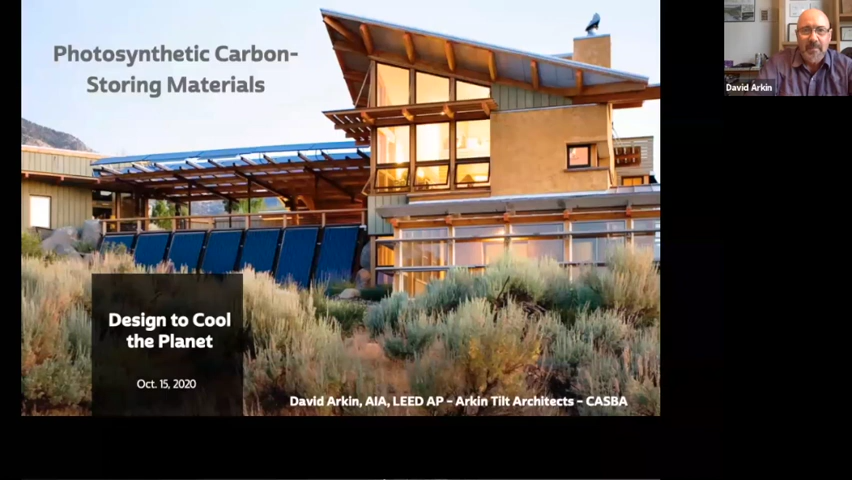 Photosynthetic Carbon-
Storing Materials
David Arkin
Design to Cool
the Planet
Oct. 15, 2020
David Arkin, AIA, LEED AP – Arkin Tilt Architects – CASBA